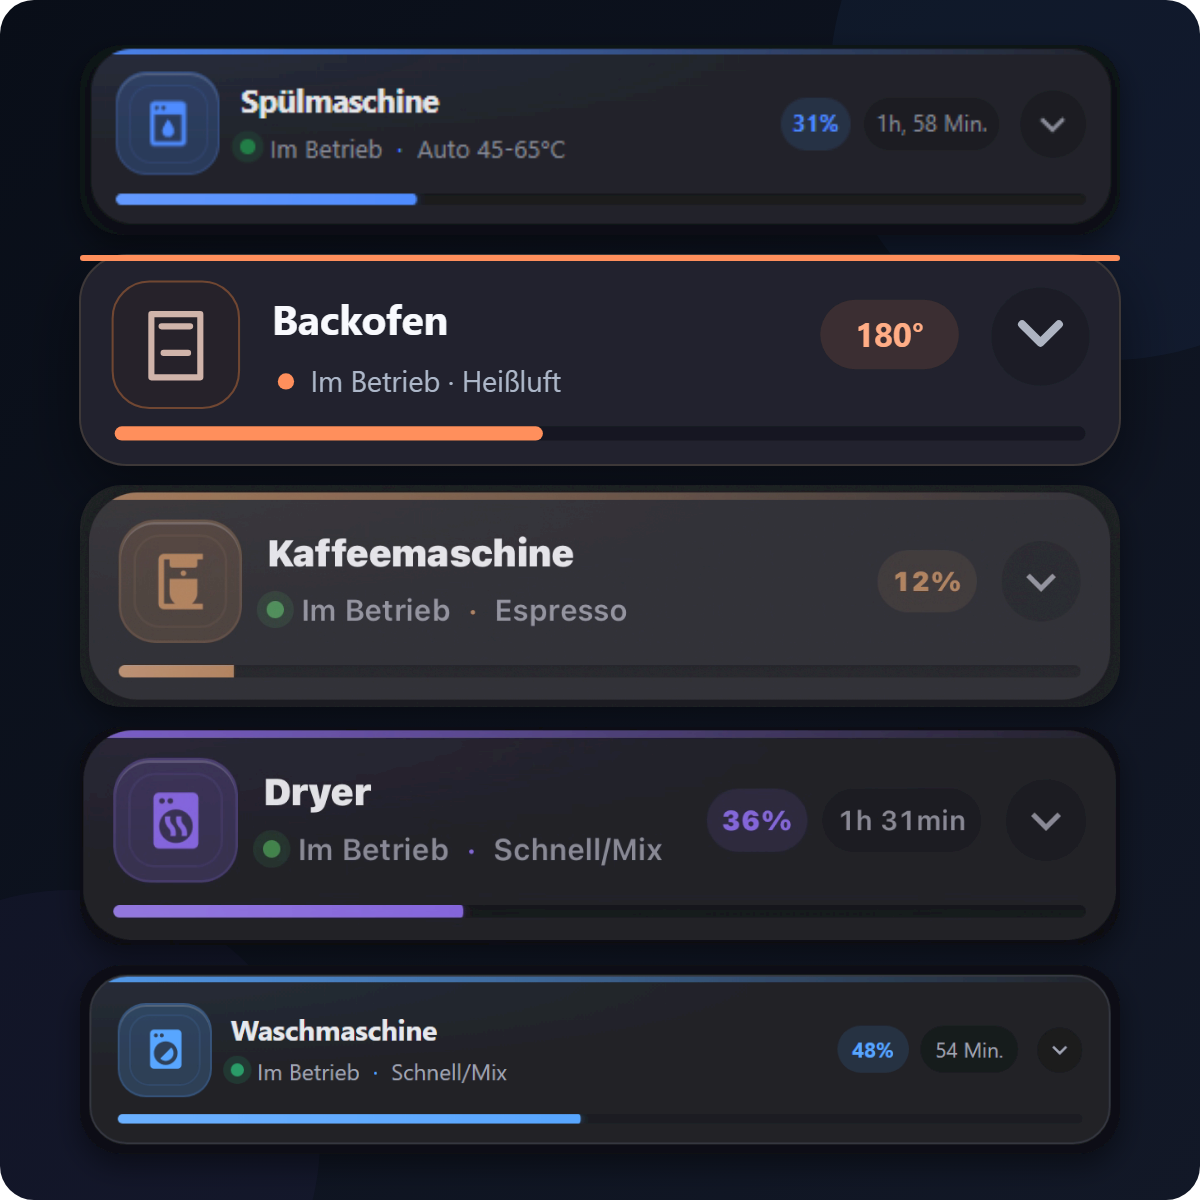 Spülmaschine
31% 1h, 58 Min.
Im Betrieb · Auto 45-65°C
Backofen
180°
Im Betrieb · Heißluft
Kaffeemaschine
12%
Im Betrieb · Espresso
Dryer
36% 1h 31min
Im Betrieb · Schnell/Mix
Waschmaschine
48% 54 Min.
Im Betrieb · Schnell/Mix